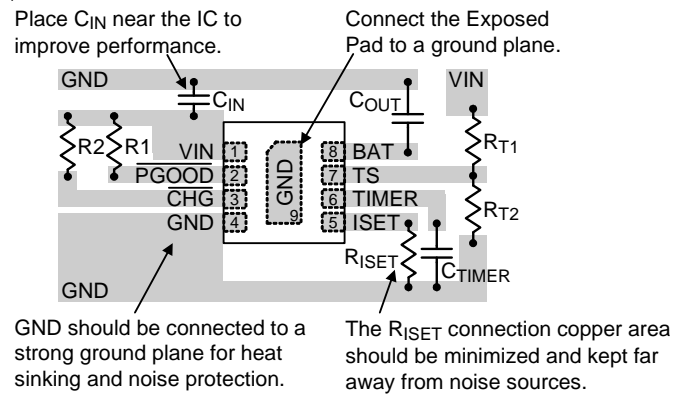 Place CIN near the IC to
improve performance.
Connect the Exposed
Pad to a ground plane.
GND
VIN
CIN
COUT
R2
R1
RT1
VIN
1
8
BAT
PGOOD
2
7
TS
CHG
3
6
TIMER
GND
4
5
ISET
GND
9
RT2
RISET
CTIMER
GND
GND should be connected to a
strong ground plane for heat
sinking and noise protection.
The RISET connection copper area
should be minimized and kept far
away from noise sources.